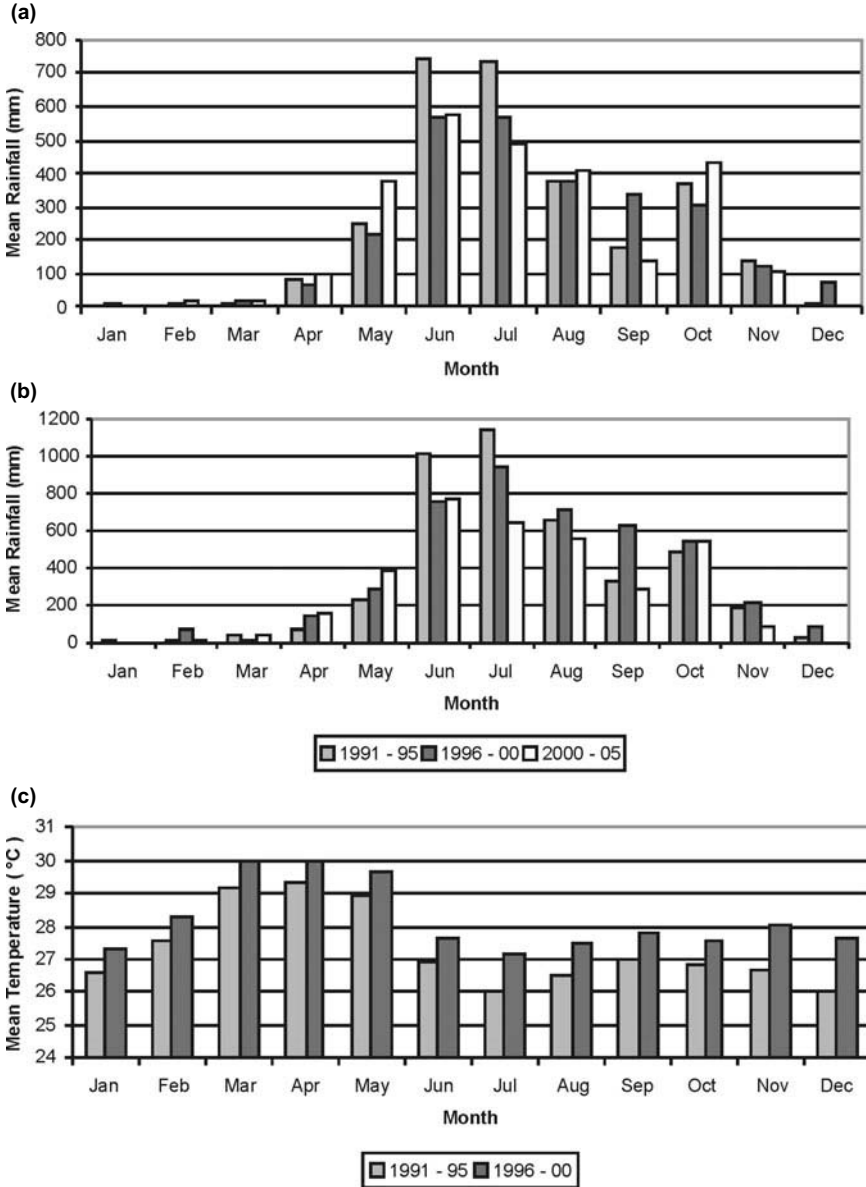 (a)
Mean Rainfall (mm)
800
700
600
500
400
300
200
100
0
Jan Feb Mar Apr May Jun Jul Aug Sep Oct Nov Dec
Month
(b)
Mean Rainfall (mm)
1200
1000
800
600
400
200
0
Jan Feb Mar Apr May Jun Jul Aug Sep Oct Nov Dec
Month
1991 - 95 1996 - 00 2000 - 05
(c)
Mean Temperature ( °C)
31
30
29
28
27
26
25
24
Jan Feb Mar Apr May Jun Jul Aug Sep Oct Nov Dec
Month
1991 - 95 1996 - 00